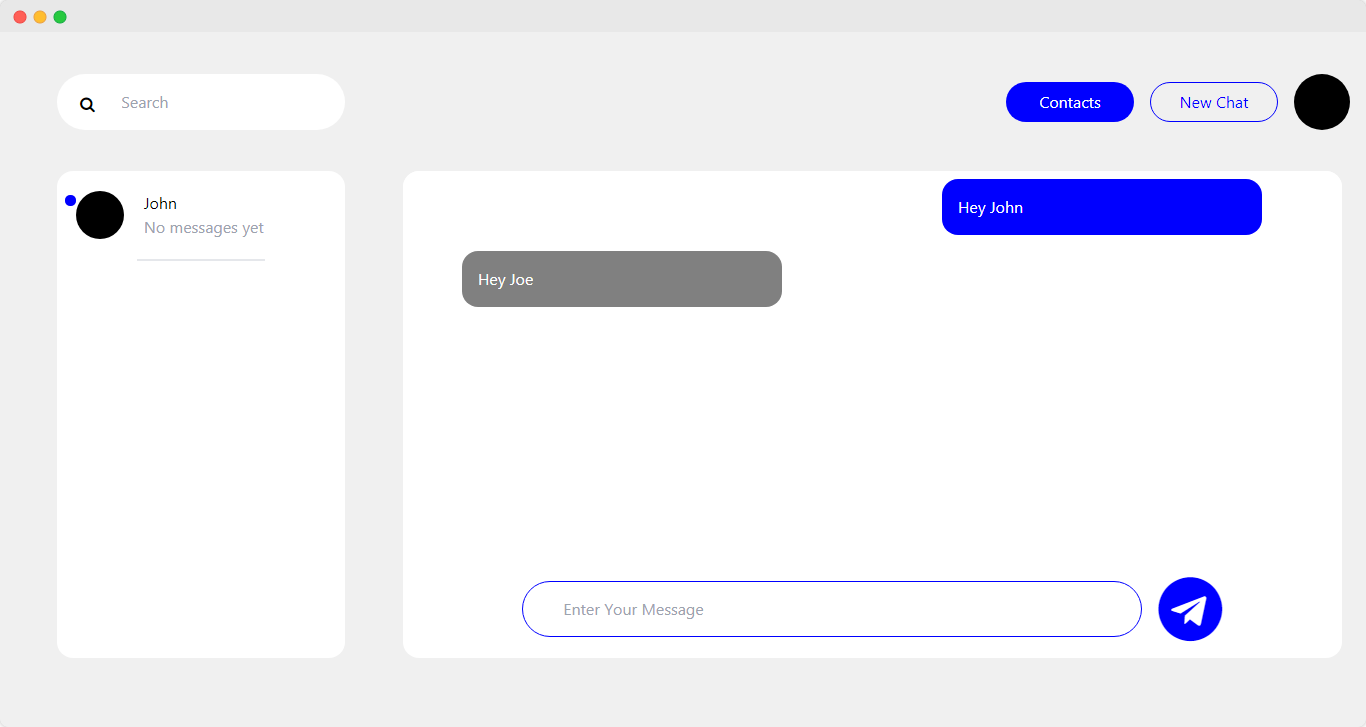 Search
Contacts
New Chat
John
No messages yet
Hey John
Hey Joe
Enter Your Message